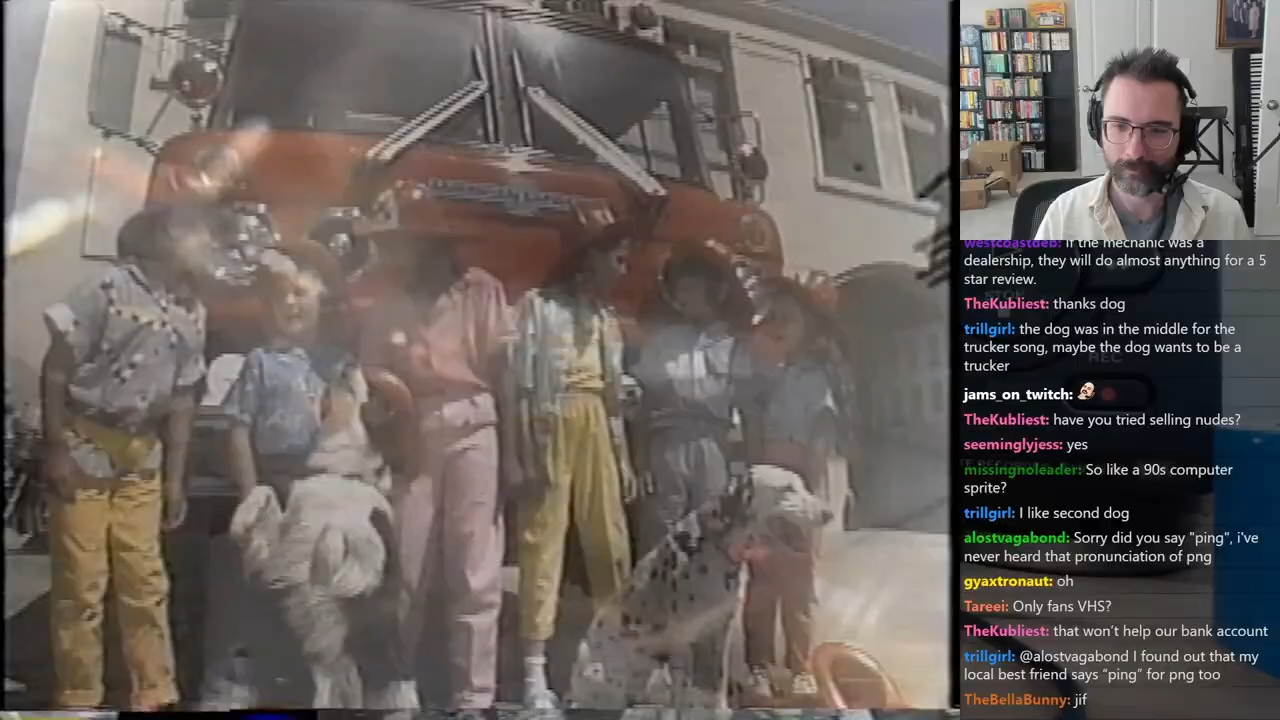 westcoastdeb: If the mechanic was a
dealership, they will do almost anything for a 5
star review.
TheKubliest: thanks dog
trillgirl: the dog was in the middle for the
trucker song, maybe the dog wants to be a
trucker
jams_on_twitch:
TheKubliest: have you tried selling nudes?
seeminglyjess: yes
missingnoleader: So like a 90s computer
sprite?
trillgirl: I like second dog
alostvagabond: Sorry did you say "ping", i've
never heard that pronunciation of png
gyaxtronaut: oh
Tareei: Only fans VHS?
TheKubliest: that won't help our bank account
trillgirl: @alostvagabond I found out that my
local best friend says "ping" for png too
TheBellaBunny: jif
REC